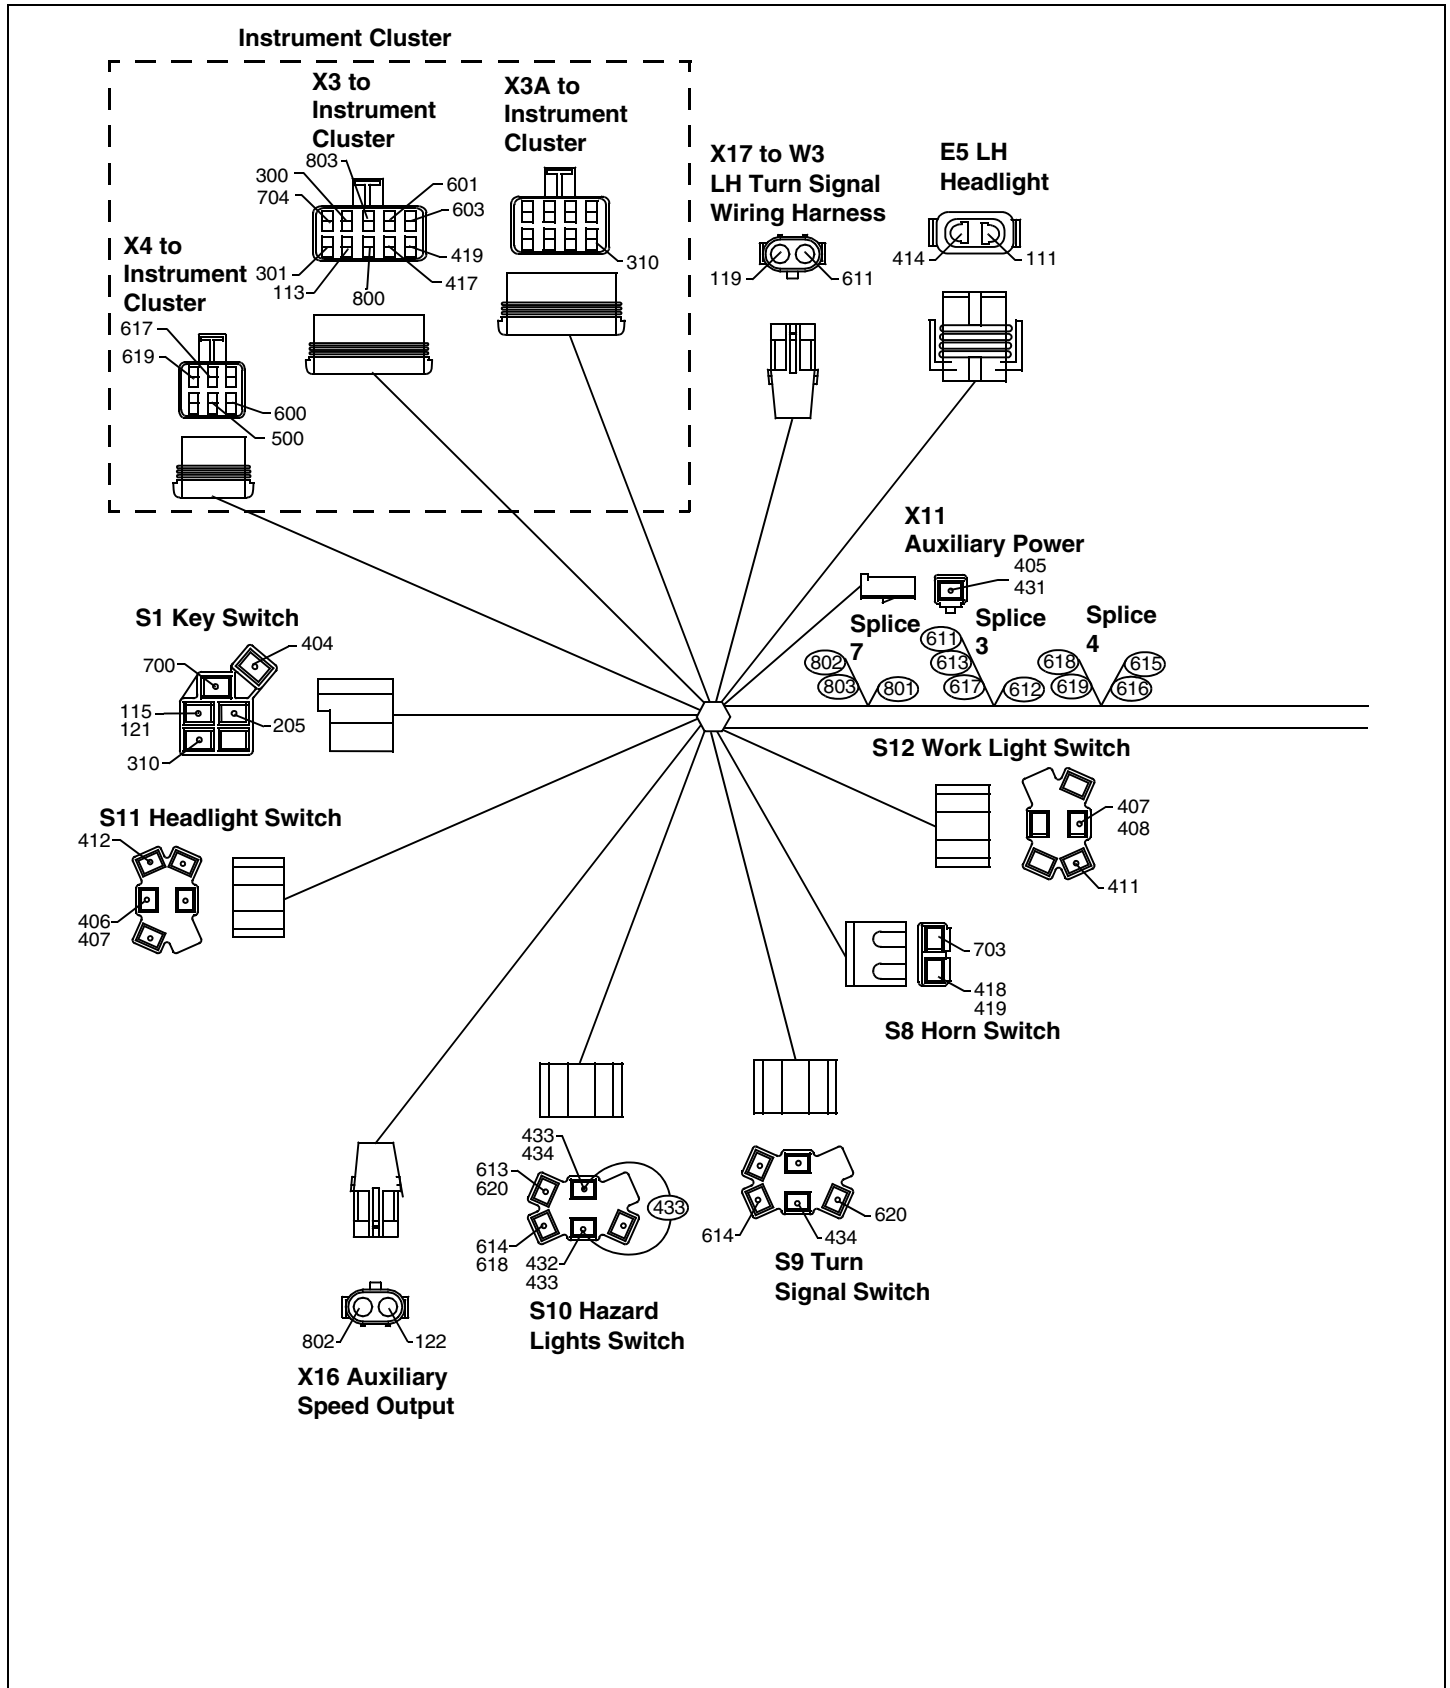 Instrument Cluster
X3 to
Instrument
Cluster
X3A to
Instrument
Cluster
803
300
704
601
603
301
113
800
417
419
310
X4 to
Instrument
Cluster
617
619
600
500
X17 to W3
LH Turn Signal
Wiring Harness
119
611
E5 LH
Headlight
414
111
X11
Auxiliary Power
405
431
Splice
7
802
803
801
Splice
3
611
613
617
612
Splice
4
618
619
615
616
S1 Key Switch
404
700
115
121
205
310
S11 Headlight Switch
412
406
407
S12 Work Light Switch
407
408
411
703
418
419
S8 Horn Switch
433
434
613
620
433
614
618
432
433
S10 Hazard
Lights Switch
614
434
620
S9 Turn
Signal Switch
802
122
X16 Auxiliary
Speed Output